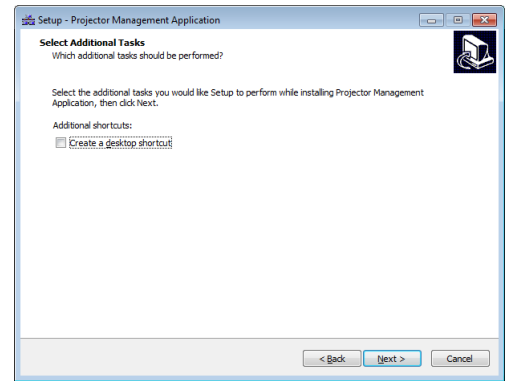 Setup - Projector Management Application
Select Additional Tasks
Which additional tasks should be performed?
Select the additional tasks you would like Setup to perform while installing Projector Management
Application, then click Next.
Additional shortcuts:
Create a desktop shortcut
< Back
Next >
Cancel